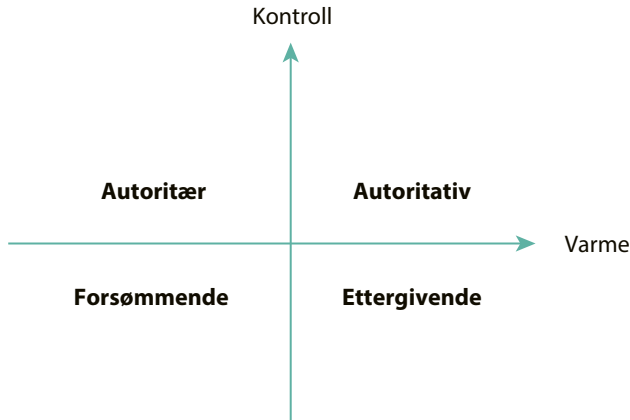 Kontroll
Autoritær
Autoritativ
Varme
Forsømmende
Ettergivende